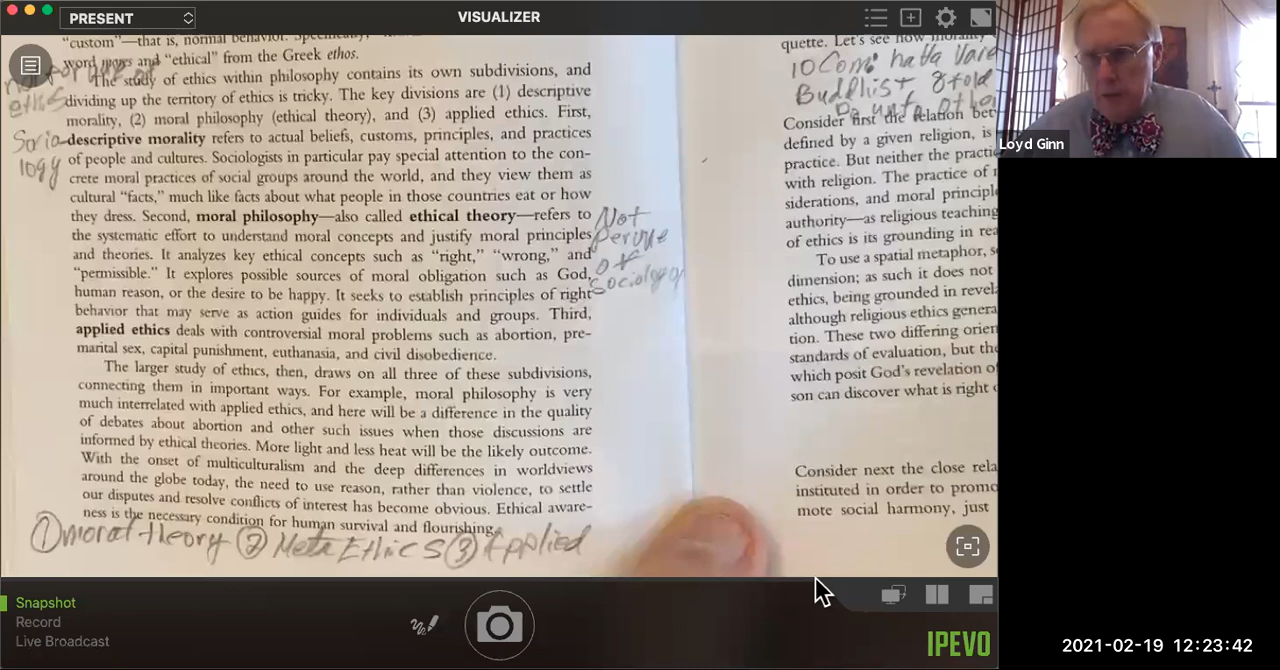 PRESENT
VISUALIZER
"custom"—that is, normal behavior. Specifically,
word mores and "ethical" from the Greek ethos.
The study of ethics within philosophy contains its own subdivisions, and
dividing up the territory of ethics is tricky. The key divisions are (1) descriptive
morality, (2) moral philosophy (ethical theory), and (3) applied ethics. First,
descriptive morality refers to actual beliefs, customs, principles, and practices
of people and cultures. Sociologists in particular pay special attention to the con-
crete moral practices of social groups around the world, and they view them as
cultural "facts," much like facts about what people in those countries eat or how
they dress. Second, moral philosophy—also called ethical theory—refers to
the systematic effort to understand moral concepts and justify moral principles
and theories. It analyzes key ethical concepts such as "right," "wrong," and
"permissible." It explores possible sources of moral obligation such as God,
human reason, or the desire to be happy. It seeks to establish principles of right
behavior that may serve as action guides for individuals and groups. Third,
applied ethics deals with controversial moral problems such as abortion, pre-
marital sex, capital punishment, euthanasia, and civil disobedience.
The larger study of ethics, then, draws on all three of these subdivisions,
connecting them in important ways. For example, moral philosophy is very
much interrelated with applied ethics, and here will be a difference in the quality
of debates about abortion and other such issues when those discussions are
informed by ethical theories. More light and less heat will be the likely outcome.
With the onset of multiculturalism and the deep differences in worldviews
around the globe today, the need to use reason, rather than violence, to settle
our disputes and resolve conflicts of interest has become obvious. Ethical aware-
ness is the necessary condition for human survival and flourishing.
① moral theory ② Meta Ethics ③ Applied
ethics
Socio-
logy
Not
of
Sociology
quette. Let's see how morality
10 Com
Buddhist 8 fold
Do unto other
Consider first the relation bet
defined by a given religion, is
practice. But neither the practi
with religion. The practice of
siderations, and moral principl
authority—as religious teaching
of ethics is its grounding in rea
To use a spatial metaphor, s
dimension; as such it does not
ethics, being grounded in revel
although religious ethics genera
tion. These two differing orien
standards of evaluation, but the
which posit God's revelation o
son can discover what is right
Consider next the close rela
instituted in order to promo
mote social harmony, just
Loyd Ginn
Snapshot
Record
Live Broadcast
IPEVO
2021-02-19 12:23:42